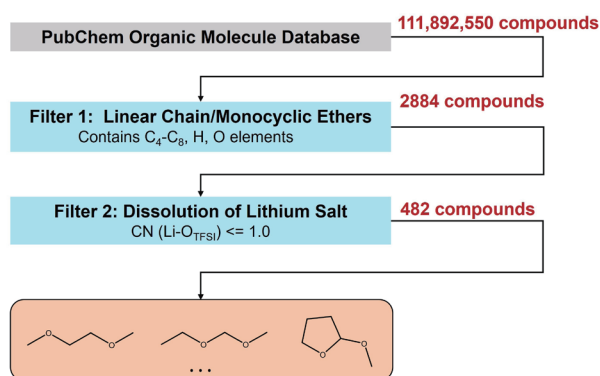 PubChem Organic Molecule Database
111,892,550 compounds
Filter 1: Linear Chain/Monocyclic Ethers
Contains C₄-C₈, H, O elements
2884 compounds
Filter 2: Dissolution of Lithium Salt
CN (Li-O_TFSI) <= 1.0
482 compounds
O
O
O
O
O
O
...